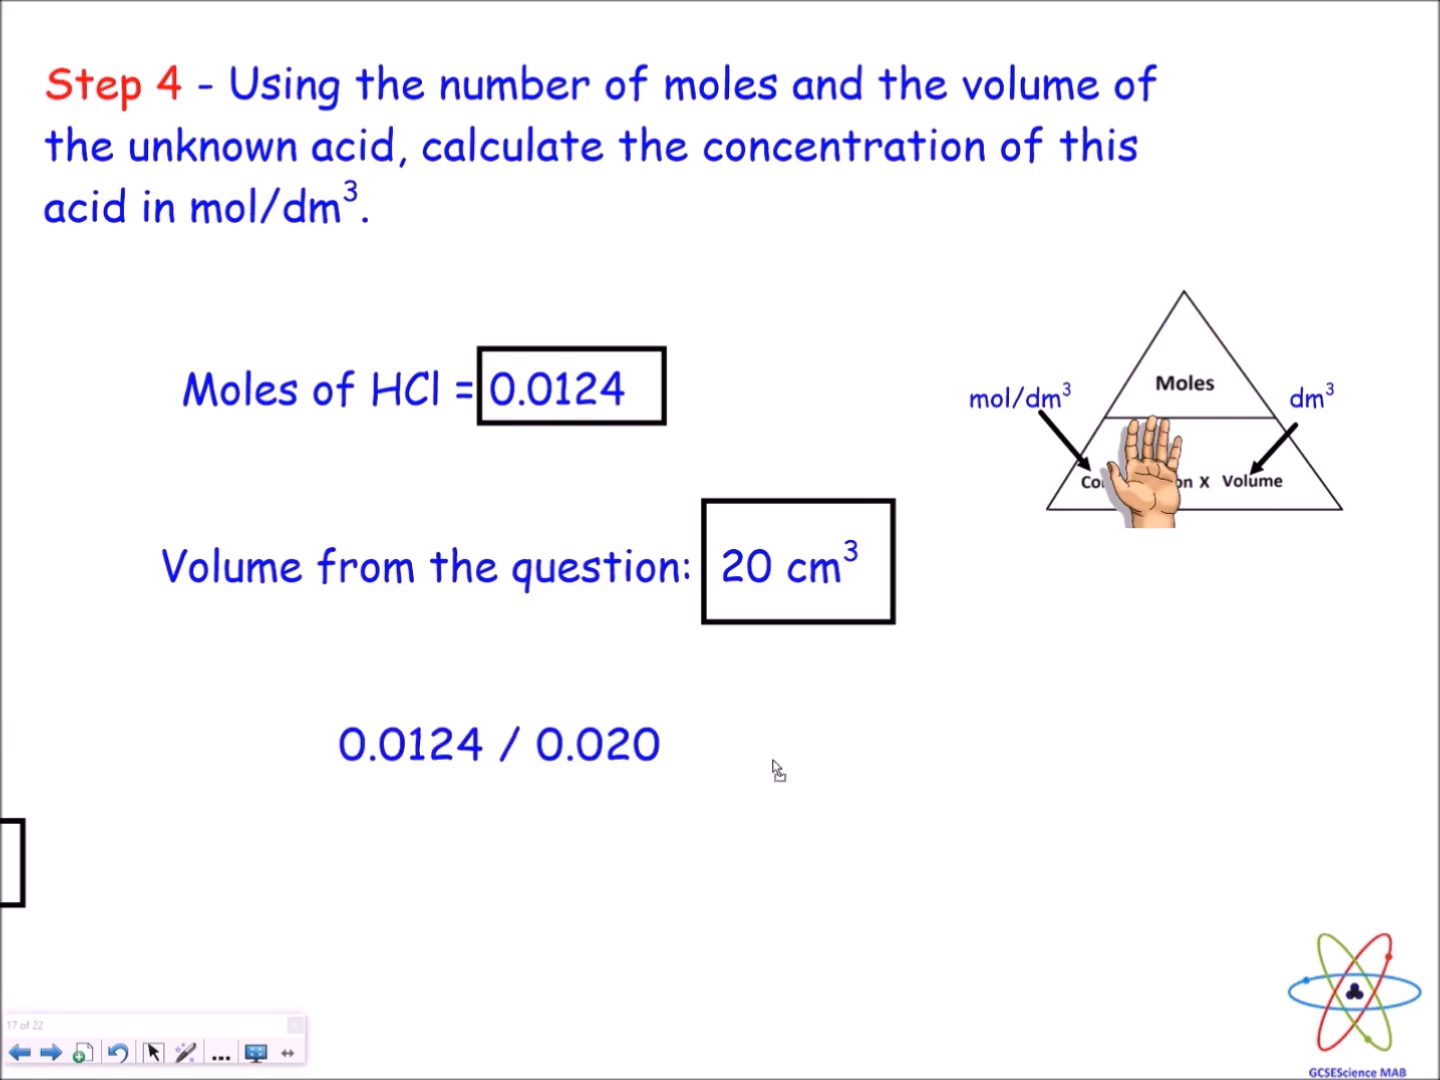 Step 4 - Using the number of moles and the volume of
the unknown acid, calculate the concentration of this
acid in mol/dm³.
Moles of HCl = 0.0124
Moles
mol/dm³
dm³
X Volume
Volume from the question: 20 cm³
0.0124 / 0.020
17 of 22
GCSEScience MAB